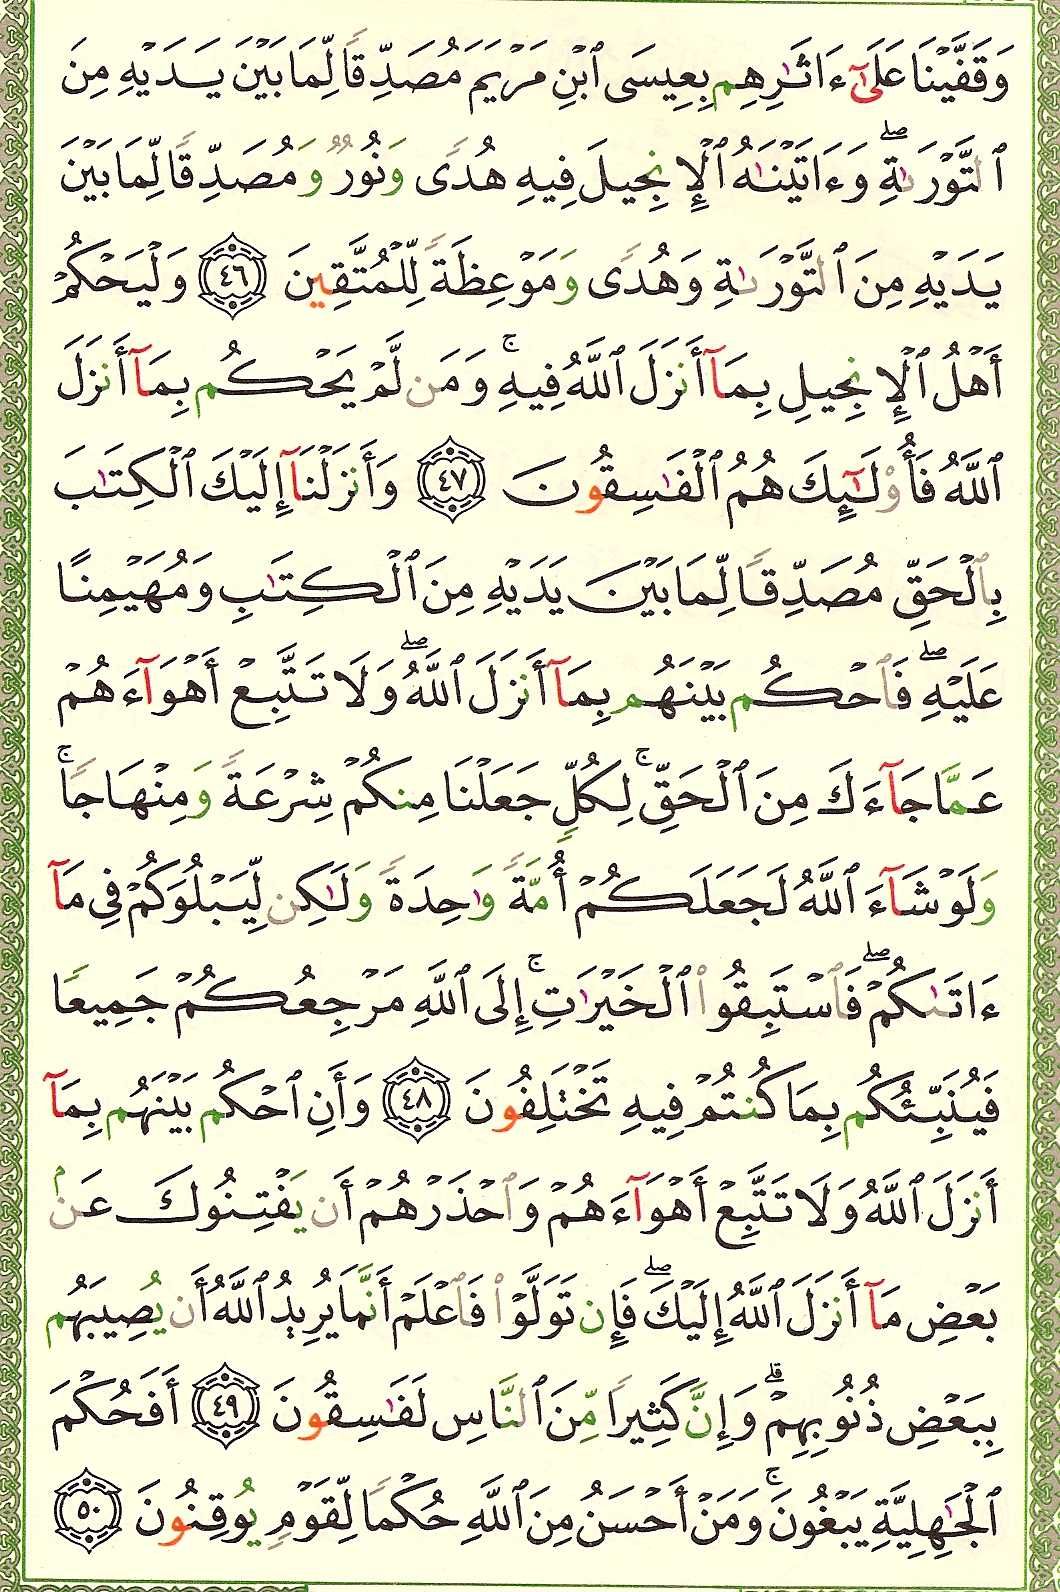 وَقَفَّيْنَا عَلَىٰٓ ءَاثَٰرِهِم بِعِيسَى ٱبْنِ مَرْيَمَ مُصَدِّقًا لِّمَا بَيْنَ يَدَيْهِ مِنَ
ٱلتَّوْرَىٰةِ ۖ وَءَاتَيْنَٰهُ ٱلْإِنجِيلَ فِيهِ هُدًى وَنُورٌ وَمُصَدِّقًا لِّمَا بَيْنَ
يَدَيْهِ مِنَ ٱلتَّوْرَىٰةِ وَهُدًى وَمَوْعِظَةً لِّلْمُتَّقِينَ ٤٦ وَلْيَحْكُمْ
أَهْلُ ٱلْإِنجِيلِ بِمَآ أَنزَلَ ٱللَّهُ فِيهِ ۚ وَمَن لَّمْ يَحْكُم بِمَآ أَنزَلَ
ٱللَّهُ فَأُو۟لَٰٓئِكَ هُمُ ٱلْفَٰسِقُونَ ٤٧ وَأَنزَلْنَآ إِلَيْكَ ٱلْكِتَٰبَ
بِٱلْحَقِّ مُصَدِّقًا لِّمَا بَيْنَ يَدَيْهِ مِنَ ٱلْكِتَٰبِ وَمُهَيْمِنًا
عَلَيْهِ ۖ فَٱحْكُم بَيْنَهُم بِمَآ أَنزَلَ ٱللَّهُ ۖ وَلَا تَتَّبِعْ أَهْوَآءَهُمْ
عَمَّا جَآءَكَ مِنَ ٱلْحَقِّ ۚ لِكُلٍّ جَعَلْنَا مِنكُمْ شِرْعَةً وَمِنْهَاجًا ۚ
وَلَوْ شَآءَ ٱللَّهُ لَجَعَلَكُمْ أُمَّةً وَٰحِدَةً وَلَٰكِن لِّيَبْلُوَكُمْ فِى مَآ
ءَاتَىٰكُمْ ۖ فَٱسْتَبِقُوا۟ ٱلْخَيْرَٰتِ ۚ إِلَى ٱللَّهِ مَرْجِعُكُمْ جَمِيعًا
فَيُنَبِّئُكُم بِمَا كُنتُمْ فِيهِ تَخْتَلِفُونَ ٤٨ وَأَنِ ٱحْكُم بَيْنَهُم بِمَآ
أَنزَلَ ٱللَّهُ وَلَا تَتَّبِعْ أَهْوَآءَهُمْ وَٱحْذَرْهُمْ أَن يَفْتِنُوكَ عَنۢ
بَعْضِ مَآ أَنزَلَ ٱللَّهُ إِلَيْكَ ۖ فَإِن تَوَلَّوْا۟ فَٱعْلَمْ أَنَّمَا يُرِيدُ ٱللَّهُ أَن يُصِيبَهُم
بِبَعْضِ ذُنُوبِهِمْ ۗ وَإِنَّ كَثِيرًا مِّنَ ٱلنَّاسِ لَفَٰسِقُونَ ٤٩ أَفَحُكْمَ
ٱلْجَٰهِلِيَّةِ يَبْغُونَ ۚ وَمَنْ أَحْسَنُ مِنَ ٱللَّهِ حُكْمًا لِّقَوْمٍ يُوقِنُونَ ٥٠